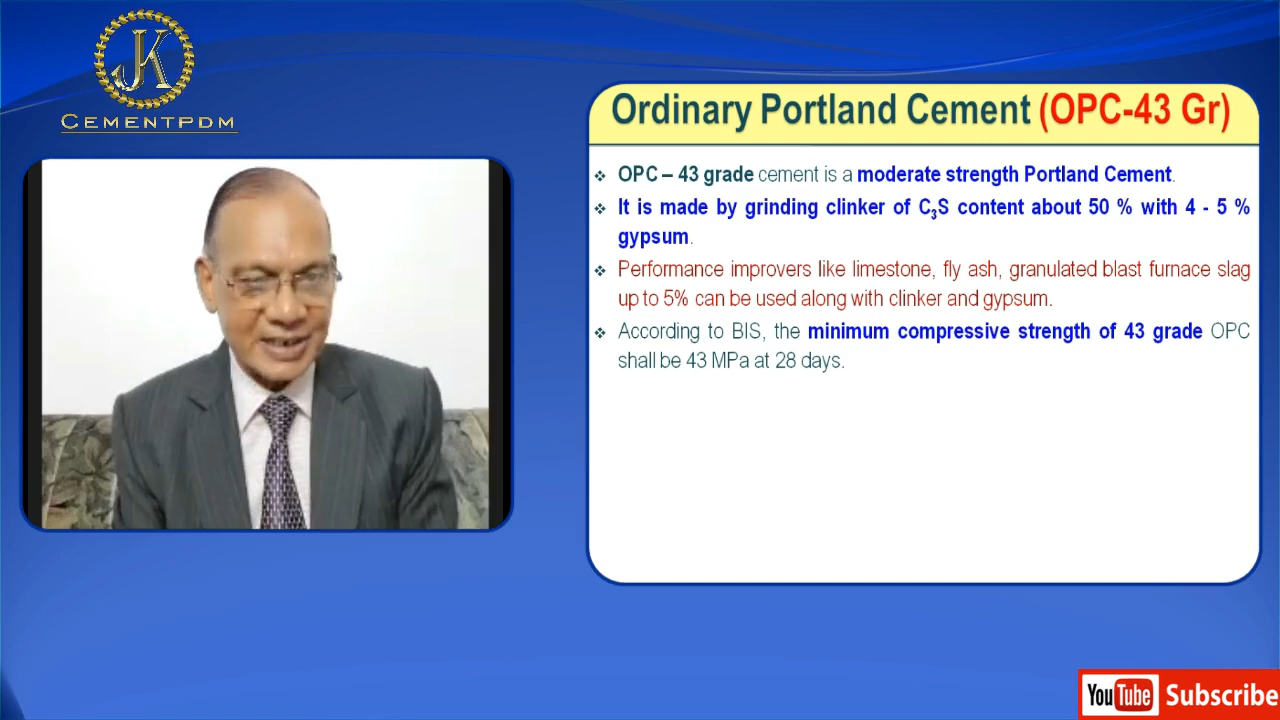 JK
CEMENTPDM
Ordinary Portland Cement (OPC-43 Gr)
❖ OPC – 43 grade cement is a moderate strength Portland Cement.
❖ It is made by grinding clinker of C₃S content about 50 % with 4 - 5 %
gypsum.
❖ Performance improvers like limestone, fly ash, granulated blast furnace slag
up to 5% can be used along with clinker and gypsum.
❖ According to BIS, the minimum compressive strength of 43 grade OPC
shall be 43 MPa at 28 days.
YouTube Subscribe